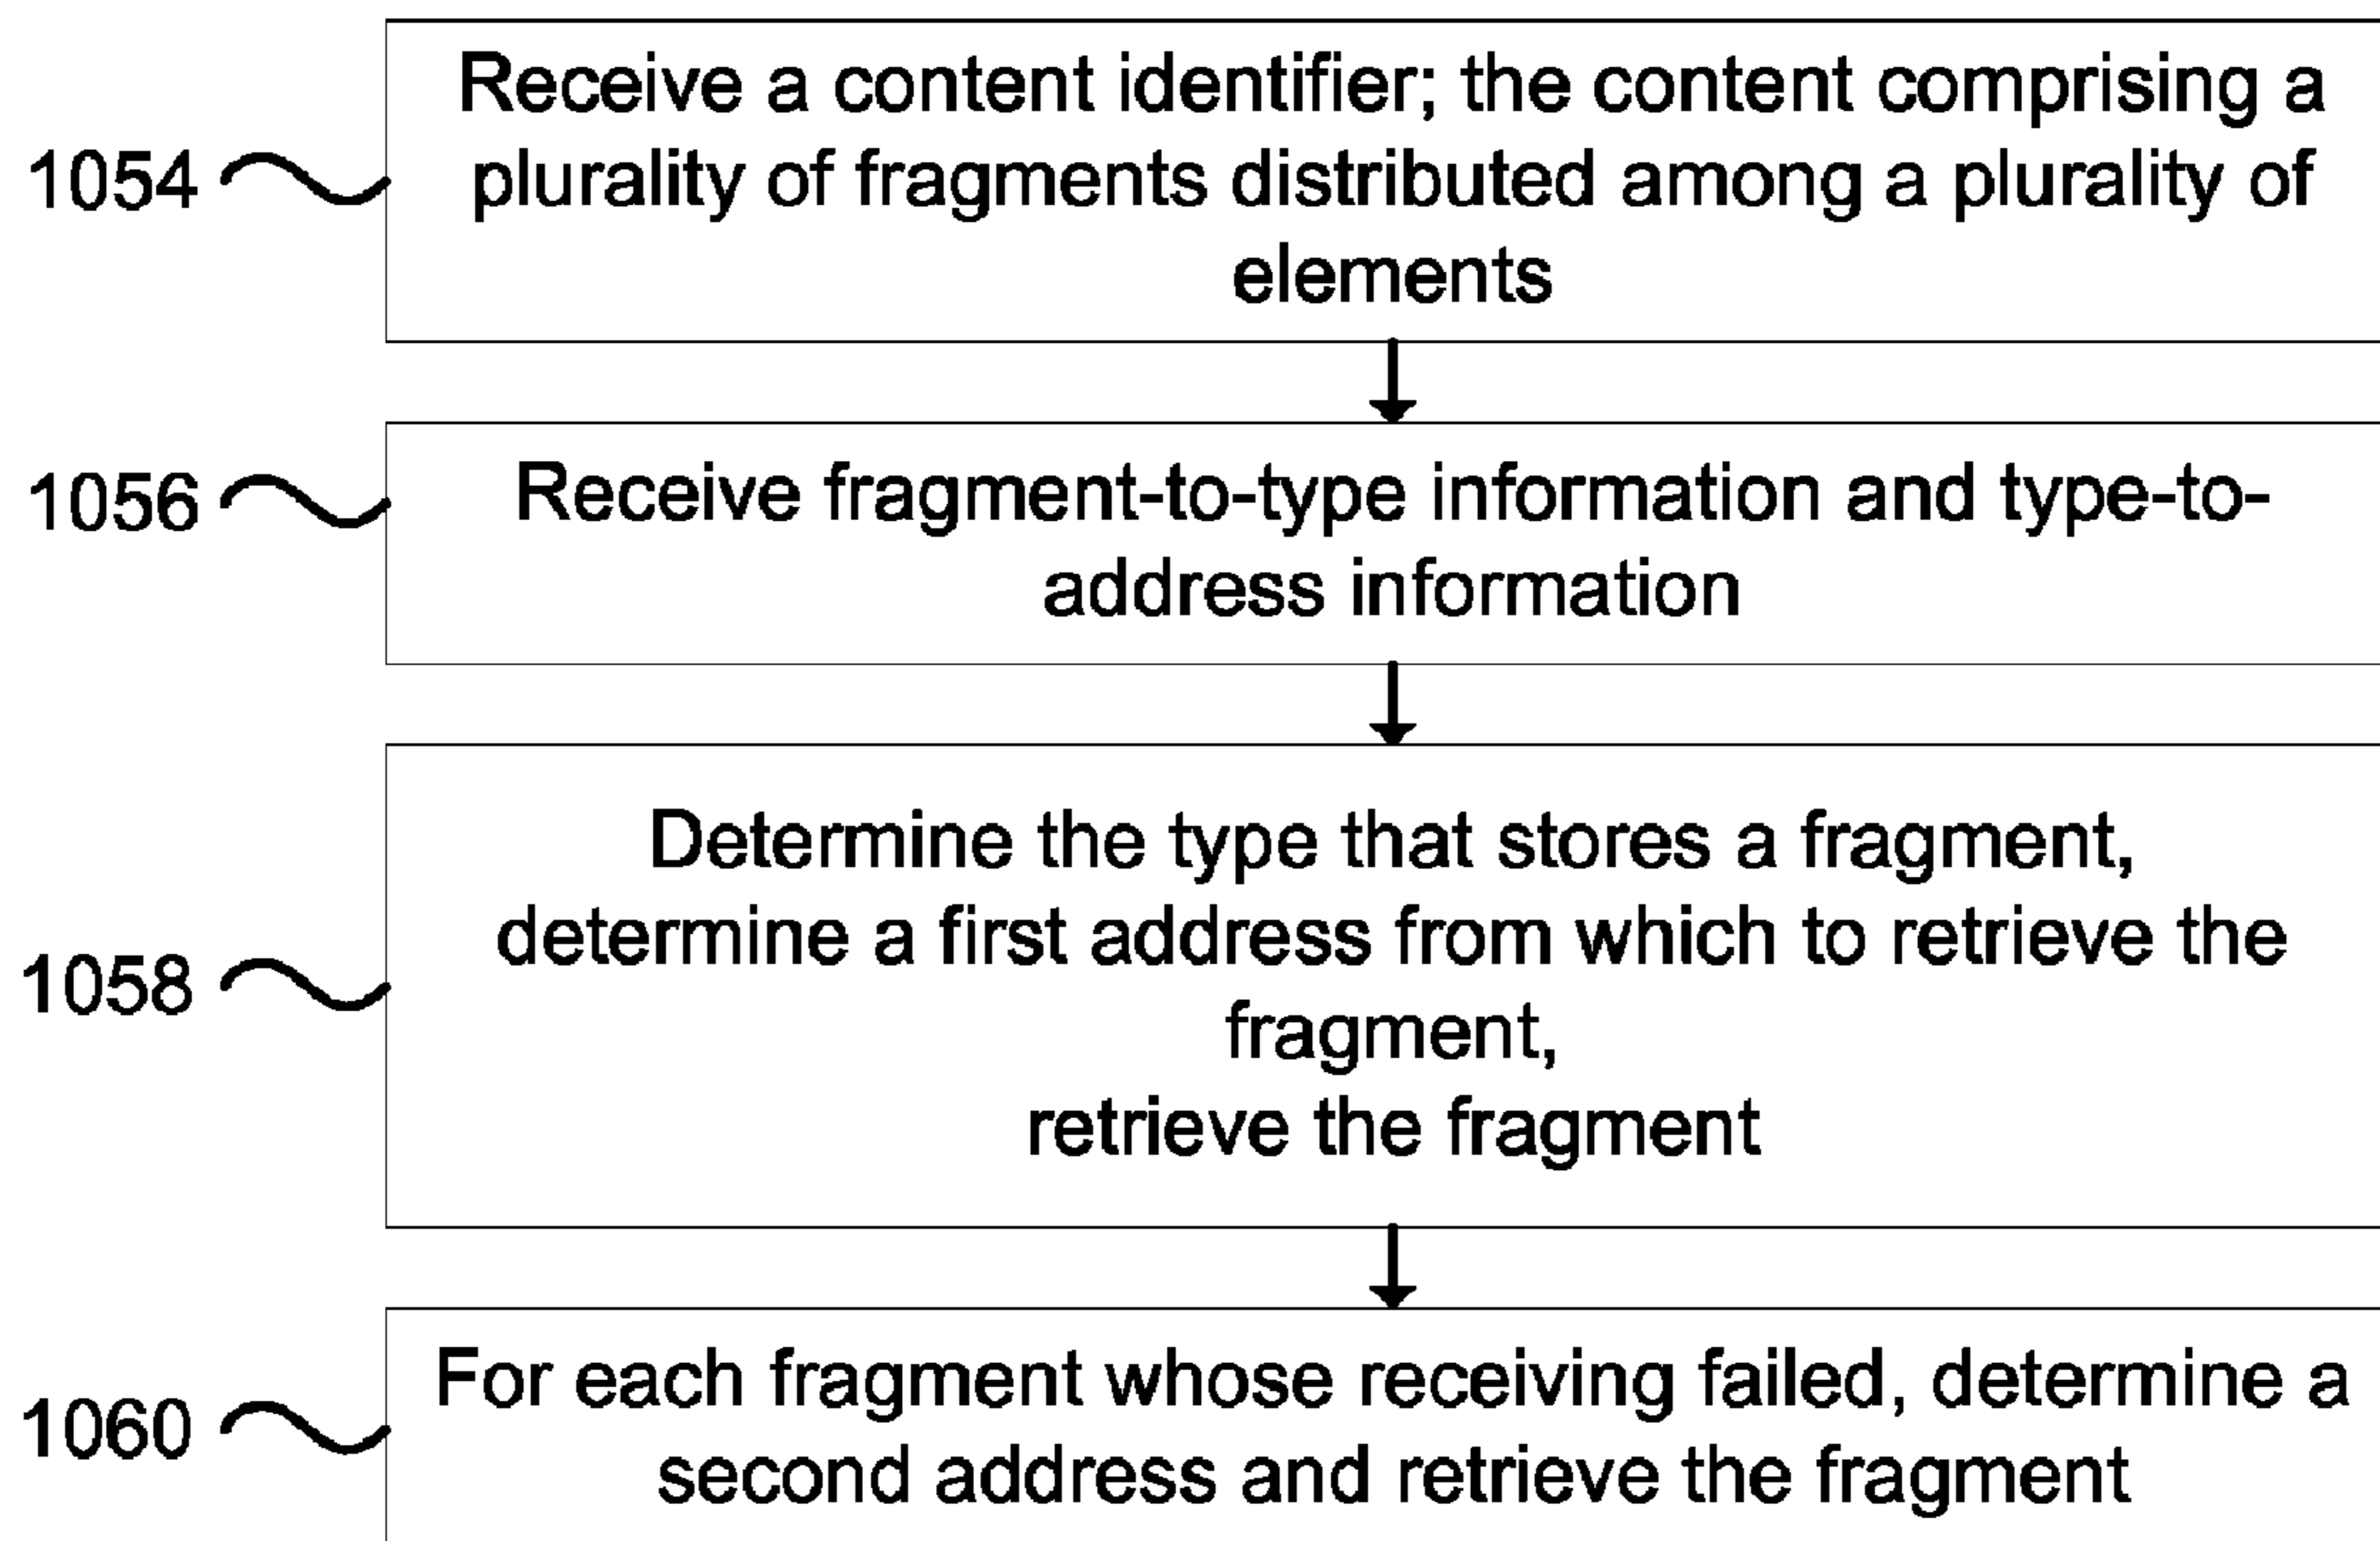 Receive a content identifier; the content comprising a
1054
plurality of fragments distributed among a plurality of
elements
1056
Receive fragment-to-type information and type-to-
address information
Determine the type that stores a fragment,
determine a first address from which to retrieve the
1058
fragment,
retrieve the fragment
For each fragment whose receiving failed, determine a
1060
second address and retrieve the fragment